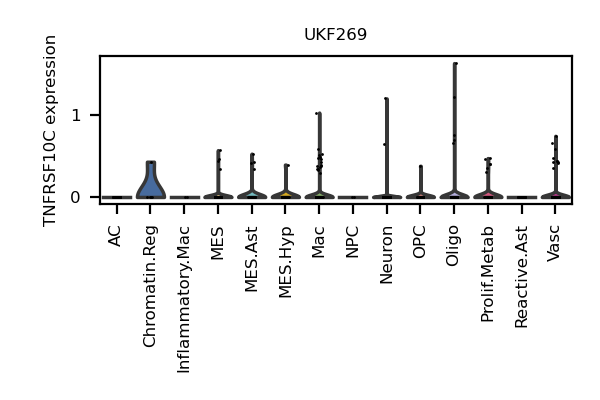 UKF269
TNFRSF10C expression
1
0
AC
Chromatin.Reg
Inflammatory.Mac
MES
MES.Ast
MES.Hyp
Mac
NPC
Neuron
OPC
Oligo
Prolif.Metab
Reactive.Ast
Vasc